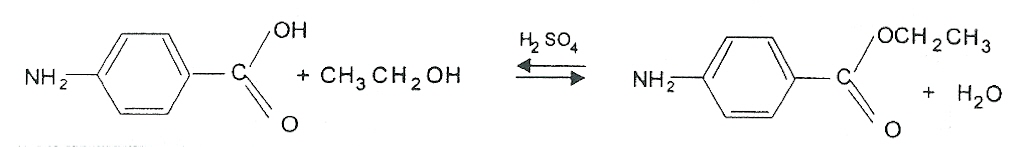 NH₂ C OH O + CH₃CH₂OH H₂SO₄ NH₂ C OCH₂CH₃ O + H₂O